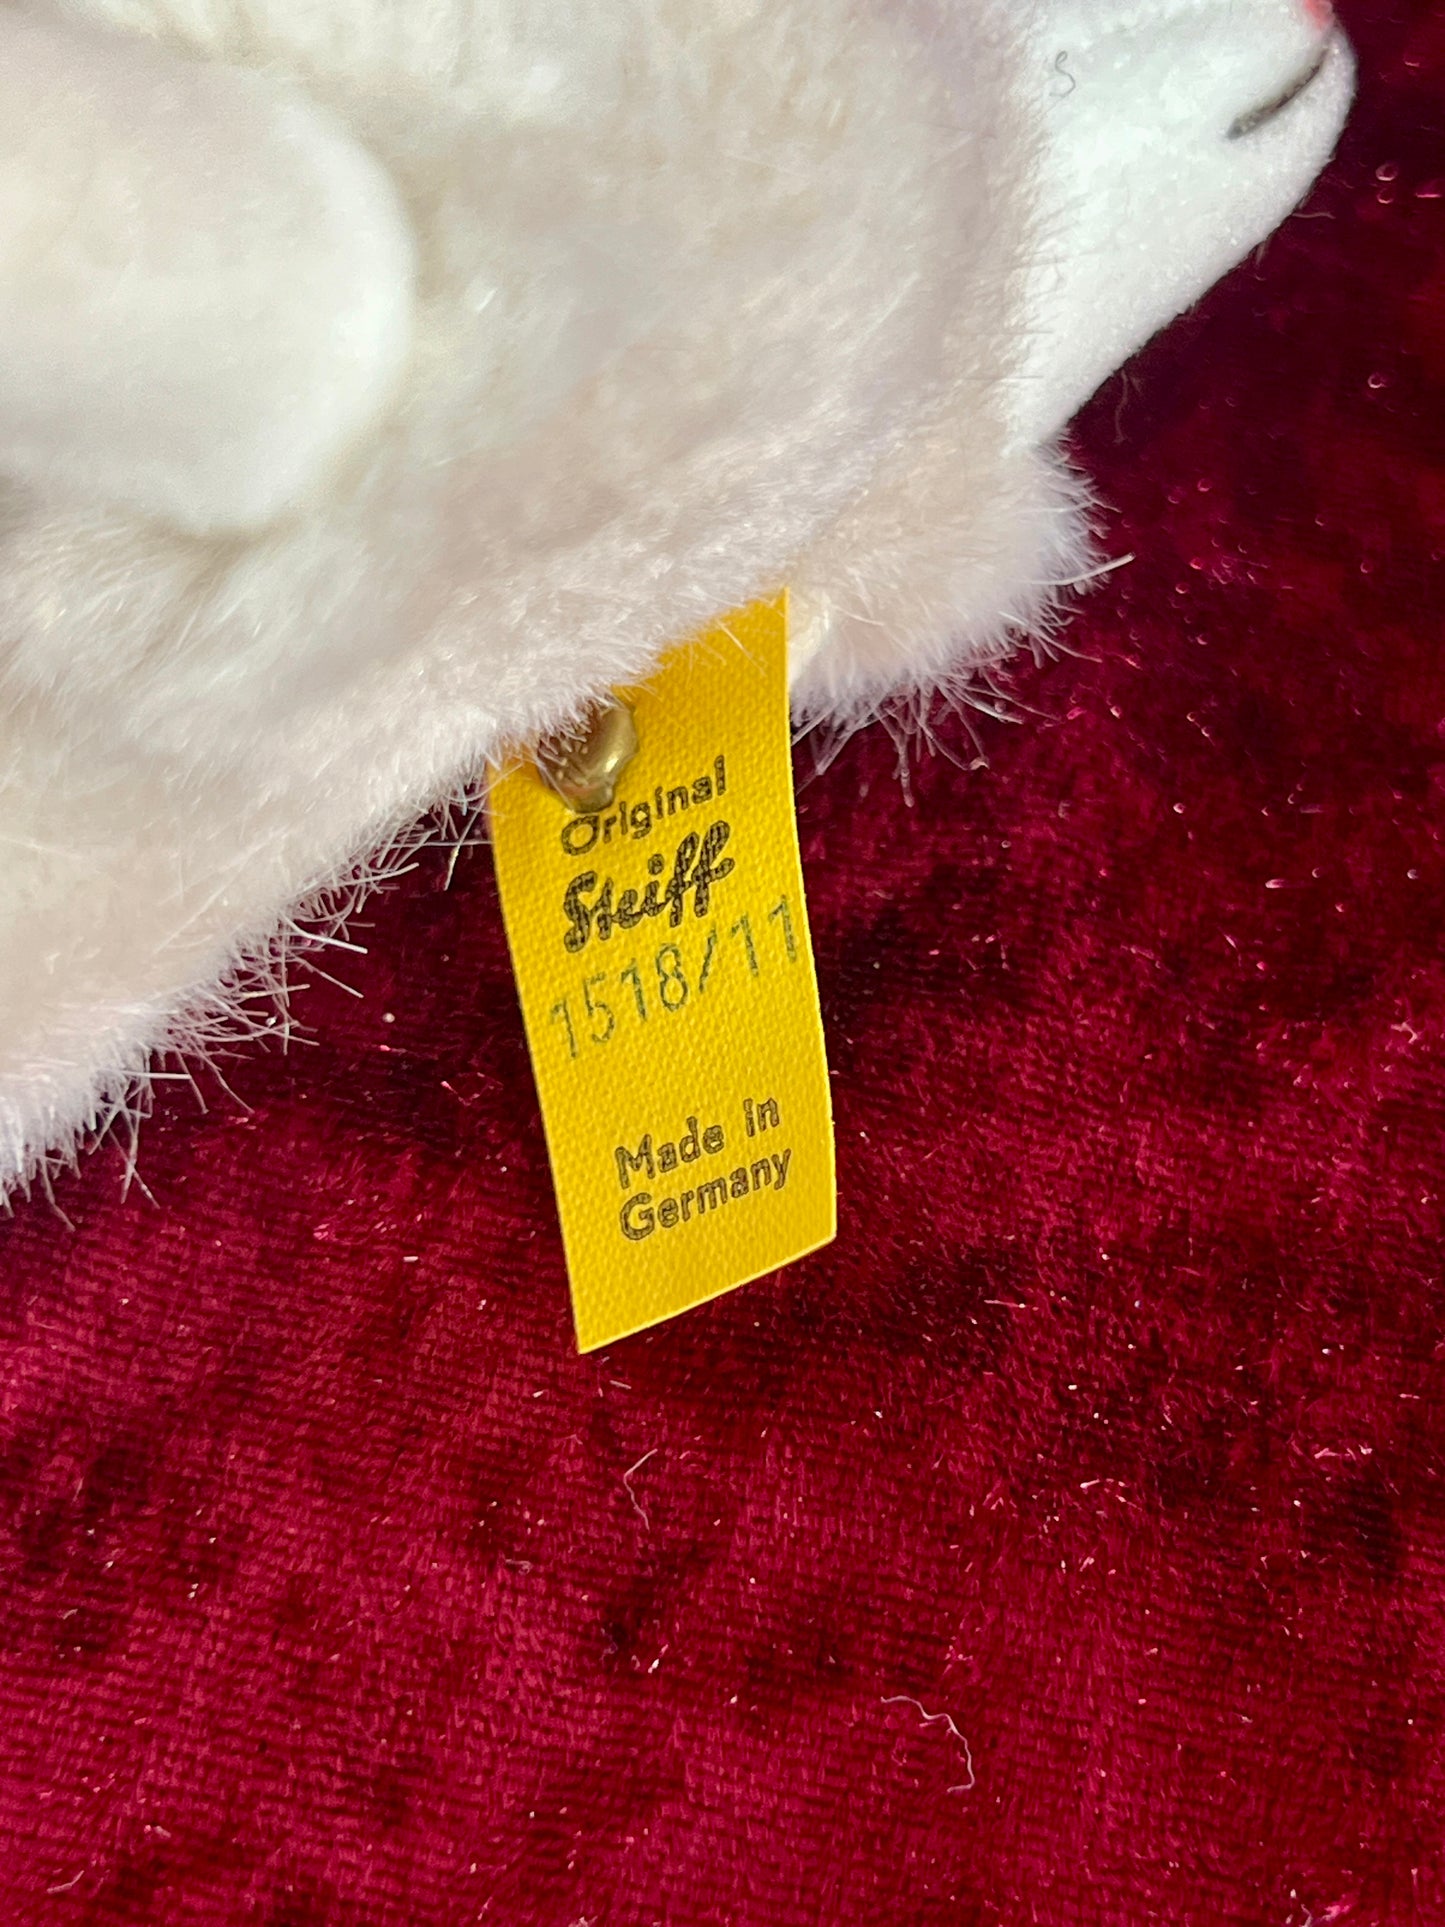 Original
Steiff
1518/11
Made in
Germany